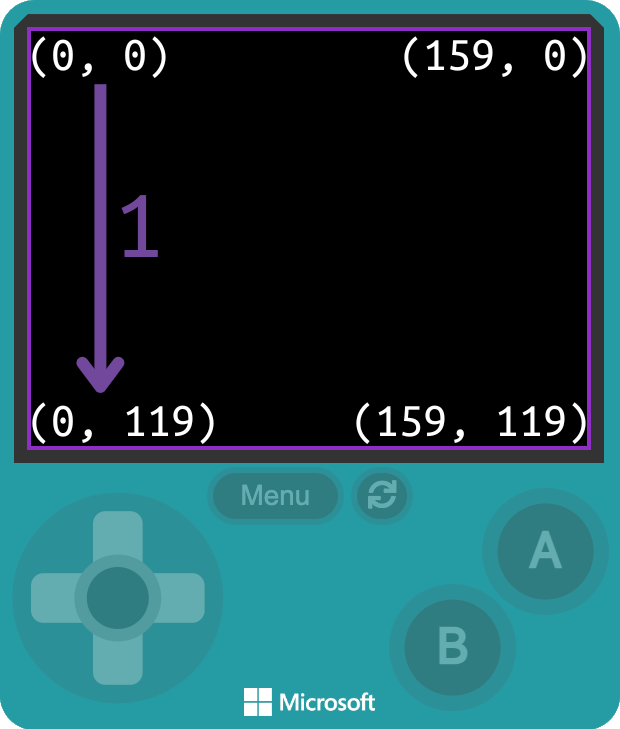 (0, 0) (159, 0)
1
(0, 119) (159, 119)
Menu
A
B
Microsoft